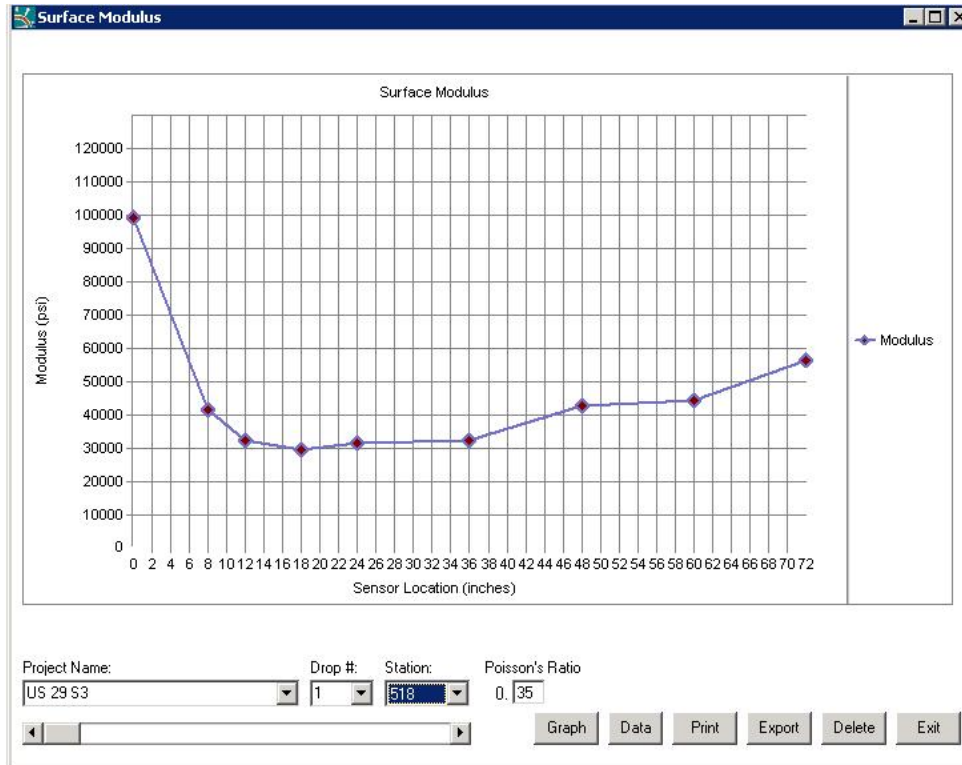 Surface Modulus
Surface Modulus
120000
110000
100000
90000
80000
70000
60000
50000
40000
30000
20000
10000
0
Modulus (psi)
0 2 4 6 8 10 12 14 16 18 20 22 24 26 28 30 32 34 36 38 40 42 44 46 48 50 52 54 56 58 60 62 64 66 68 70 72
Sensor Location (inches)
Modulus
Project Name: Drop #: Station: Poisson's Ratio
US 29 S3 1 518 0. 35
Graph Data Print Export Delete Exit